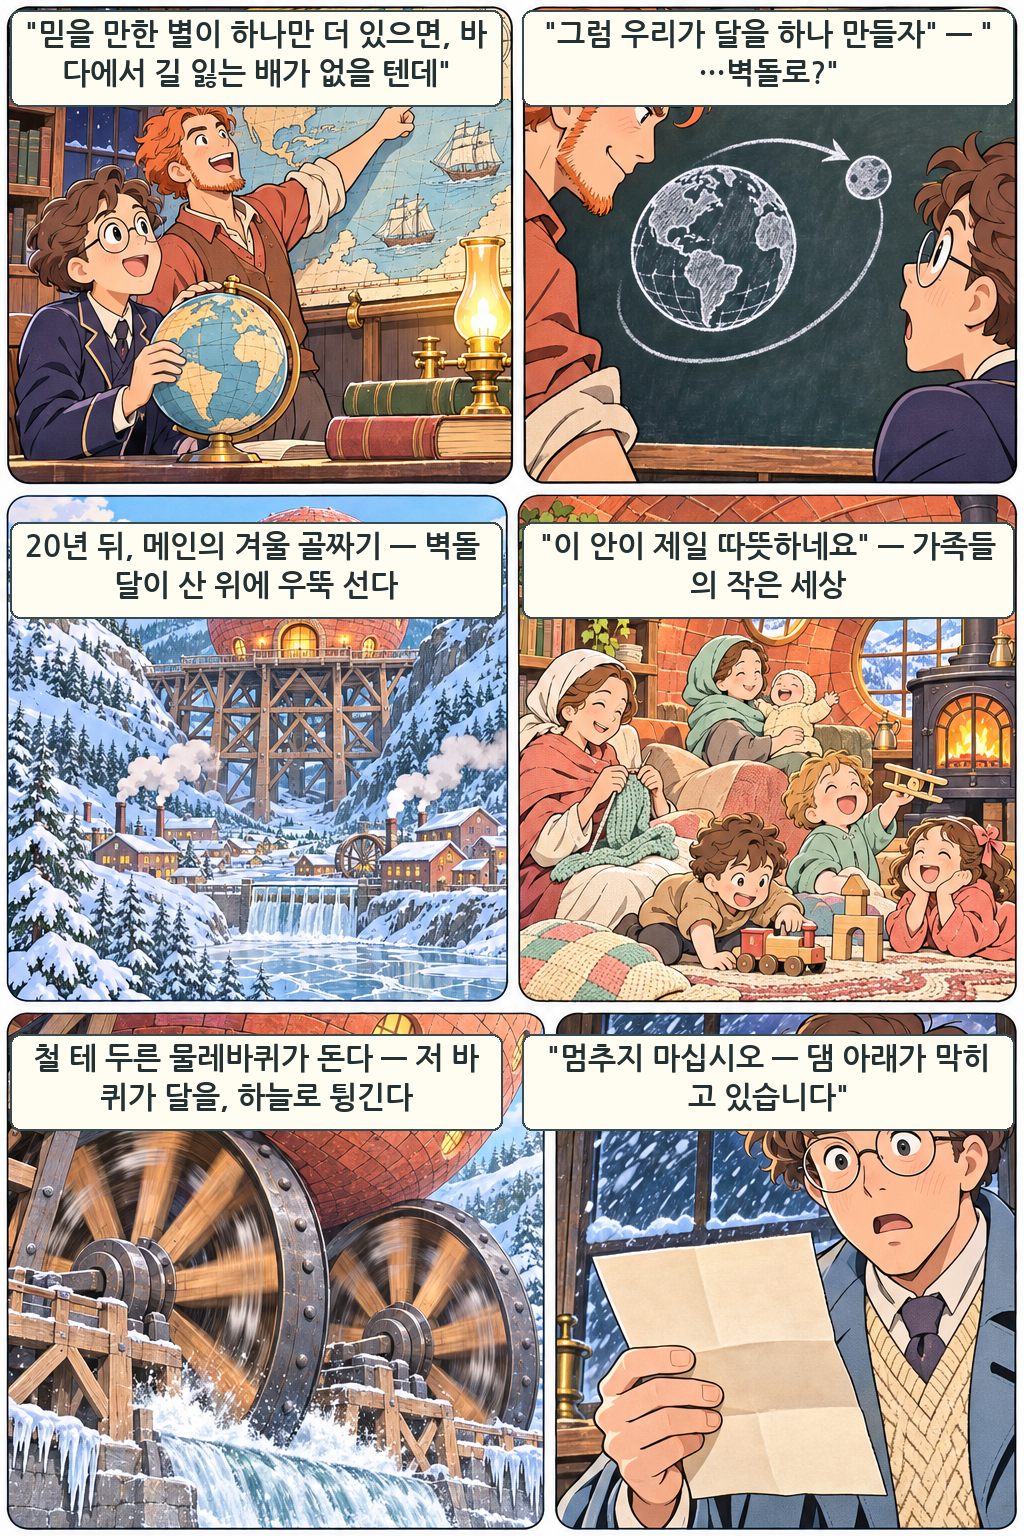 "믿을 만한 별이 하나만 더 있으면, 바
다에서 길 잃는 배가 없을 텐데"
"그럼 우리가 달을 하나 만들자" — "
…벽돌로?"
20년 뒤, 메인의 겨울 골짜기 — 벽돌
달이 산 위에 우뚝 선다
"이 안이 제일 따뜻하네요" — 가족들
의 작은 세상
철 테 두른 물레바퀴가 돈다 — 저 바
퀴가 달을, 하늘로 튕긴다
"멈추지 마십시오 — 댐 아래가 막히
고 있습니다"